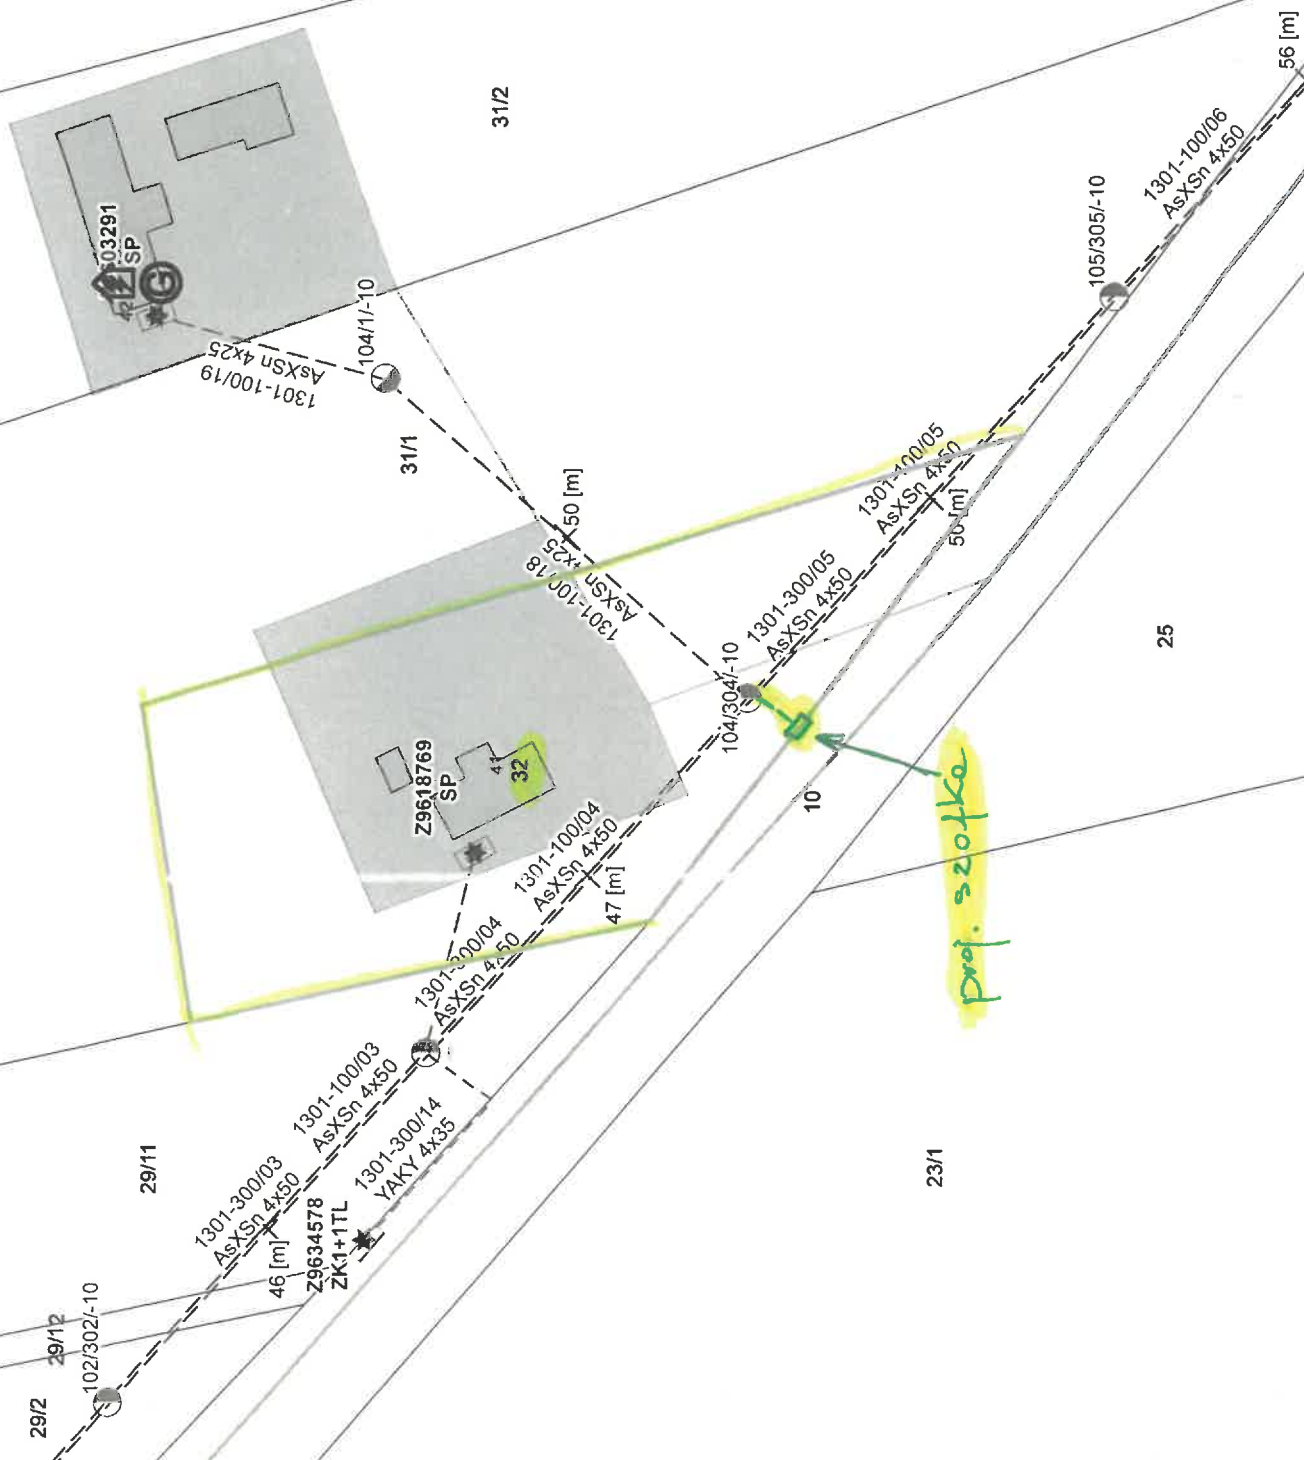 31/2
56 [m]
1301-100/06
AsXSn 4x50
105/305/-10
03291
SP
42
G
104/1/-10
1301-100/19
AsXSn 4x25
31/1
50 [m]
1301-100/18
AsXSn 4x25
1301-100/05
AsXSn 4x50
50 [m]
1301-300/05
AsXSn 4x50
25
104/304/-10
Z9618769
SP
41
32
10
proj. szafka
1301-100/04
AsXSn 4x50
47 [m]
1301-300/04
AsXSn 4x50
1301-100/03
AsXSn 4x50
1301-300/14
YAKY 4x35
23/1
29/11
1301-300/03
AsXSn 4x50
46 [m]
Z9634578
ZK1+1TL
29/12
102/302/-10
29/2